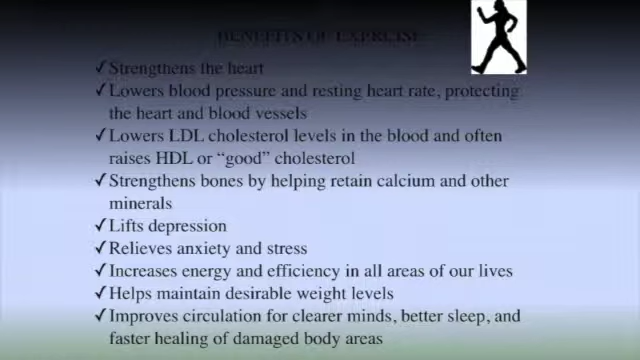 BENEFITS OF EXERCISE
✓Strengthens the heart
✓Lowers blood pressure and resting heart rate, protecting
the heart and blood vessels
✓Lowers LDL cholesterol levels in the blood and often
raises HDL or “good” cholesterol
✓Strengthens bones by helping retain calcium and other
minerals
✓Lifts depression
✓Relieves anxiety and stress
✓Increases energy and efficiency in all areas of our lives
✓Helps maintain desirable weight levels
✓Improves circulation for clearer minds, better sleep, and
faster healing of damaged body areas